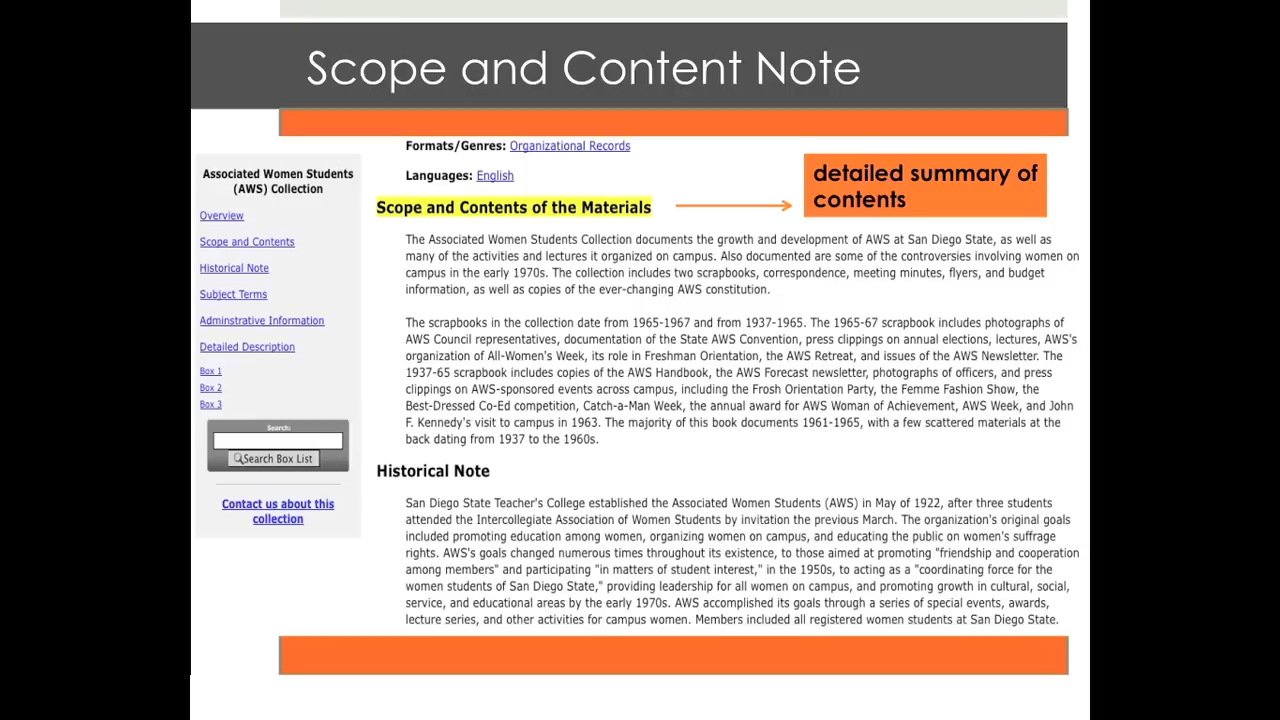 Scope and Content Note
Associated Women Students
(AWS) Collection
Overview
Scope and Contents
Historical Note
Subject Terms
Adminstrative Information
Detailed Description
Box 1
Box 2
Box 3
Search:
Search Box List
Contact us about this
collection
Formats/Genres: Organizational Records
Languages: English
Scope and Contents of the Materials
detailed summary of
contents
The Associated Women Students Collection documents the growth and development of AWS at San Diego State, as well as
many of the activities and lectures it organized on campus. Also documented are some of the controversies involving women on
campus in the early 1970s. The collection includes two scrapbooks, correspondence, meeting minutes, flyers, and budget
information, as well as copies of the ever-changing AWS constitution.
The scrapbooks in the collection date from 1965-1967 and from 1937-1965. The 1965-67 scrapbook includes photographs of
AWS Council representatives, documentation of the State AWS Convention, press clippings on annual elections, lectures, AWS's
organization of All-Women's Week, its role in Freshman Orientation, the AWS Retreat, and issues of the AWS Newsletter. The
1937-65 scrapbook includes copies of the AWS Handbook, the AWS Forecast newsletter, photographs of officers, and press
clippings on AWS-sponsored events across campus, including the Frosh Orientation Party, the Femme Fashion Show, the
Best-Dressed Co-Ed competition, Catch-a-Man Week, the annual award for AWS Woman of Achievement, AWS Week, and John
F. Kennedy's visit to campus in 1963. The majority of this book documents 1961-1965, with a few scattered materials at the
back dating from 1937 to the 1960s.
Historical Note
San Diego State Teacher's College established the Associated Women Students (AWS) in May of 1922, after three students
attended the Intercollegiate Association of Women Students by invitation the previous March. The organization's original goals
included promoting education among women, organizing women on campus, and educating the public on women's suffrage
rights. AWS's goals changed numerous times throughout its existence, to those aimed at promoting "friendship and cooperation
among members" and participating "in matters of student interest," in the 1950s, to acting as a "coordinating force for the
women students of San Diego State," providing leadership for all women on campus, and promoting growth in cultural, social,
service, and educational areas by the early 1970s. AWS accomplished its goals through a series of special events, awards,
lecture series, and other activities for campus women. Members included all registered women students at San Diego State.